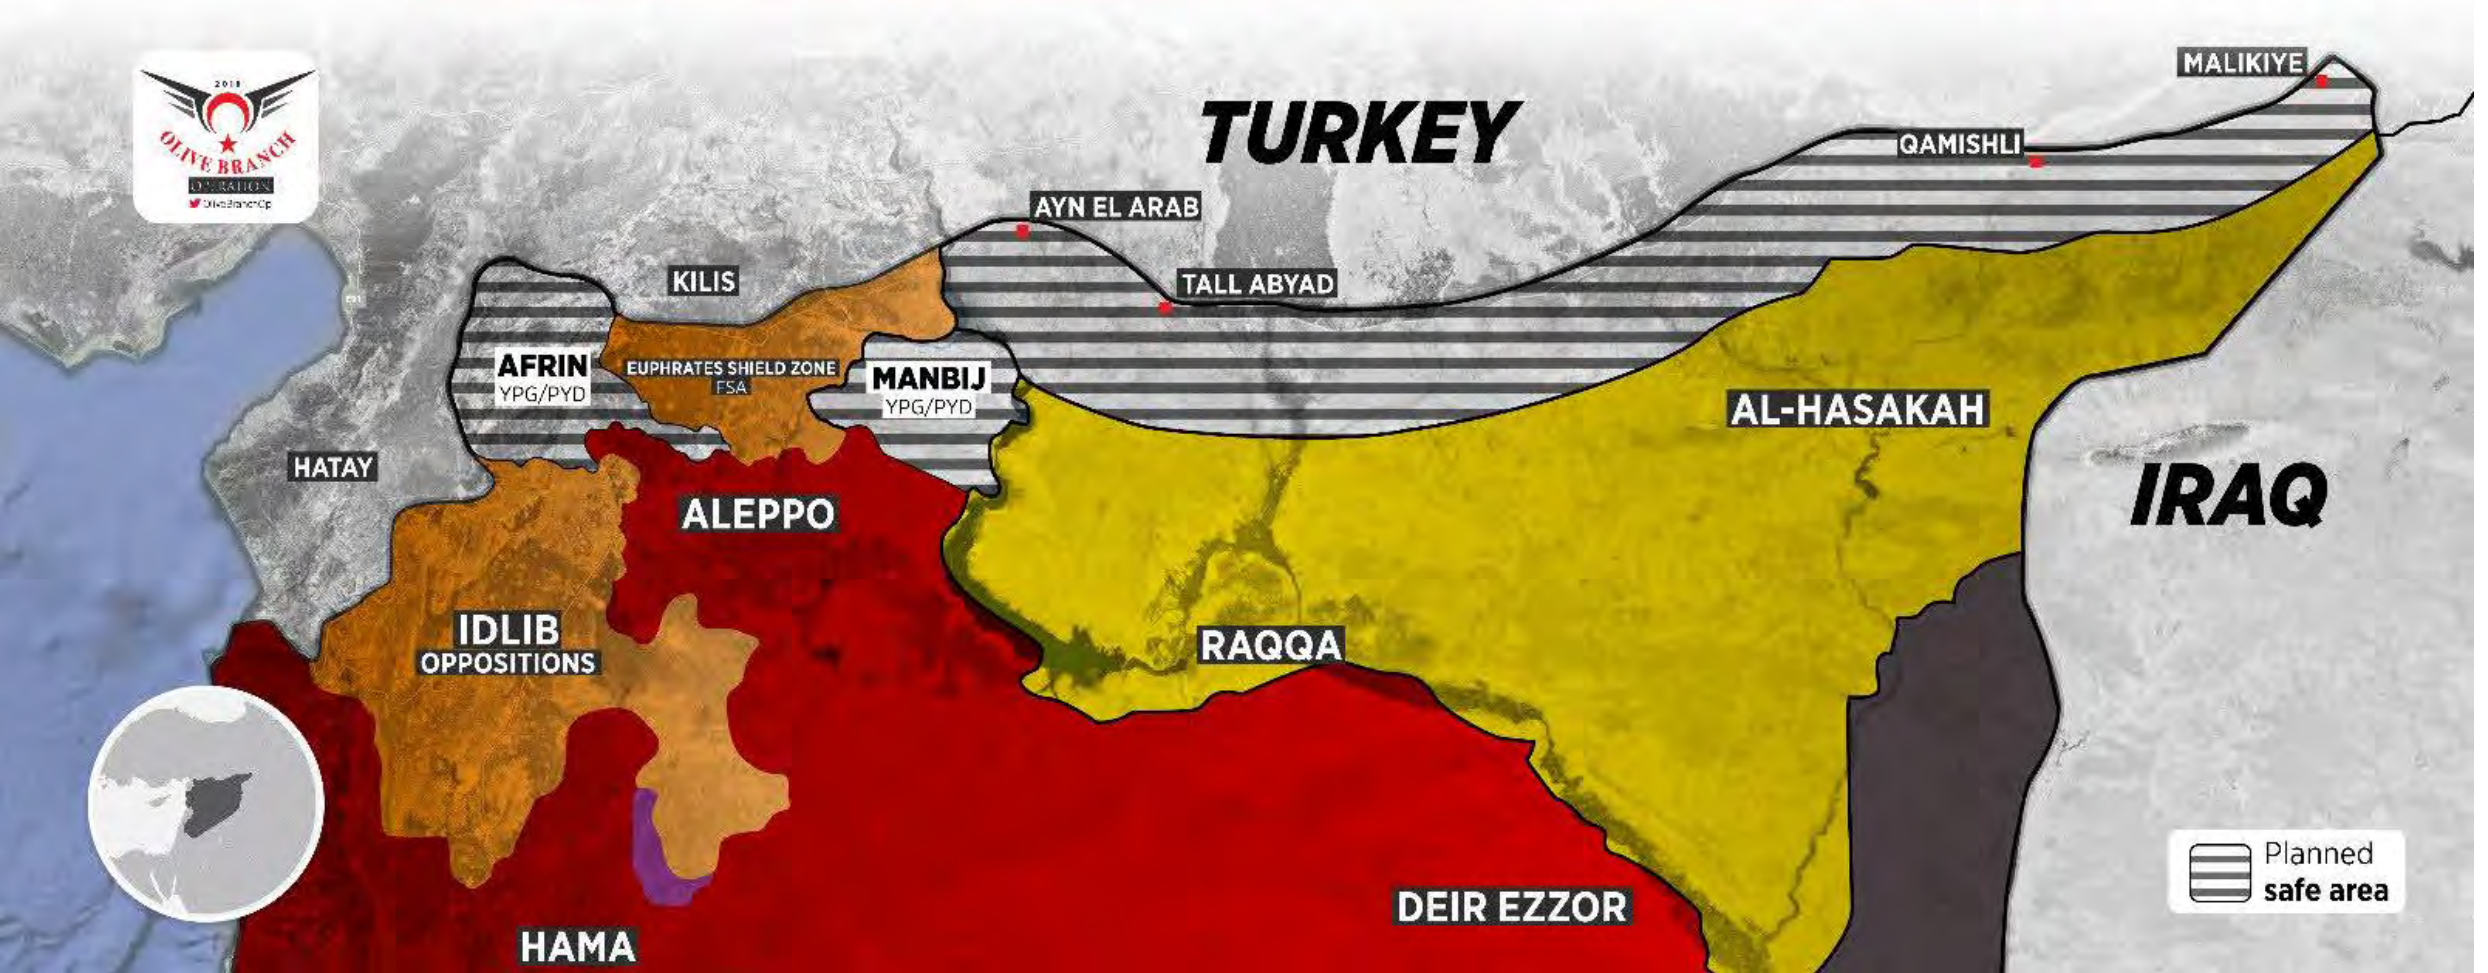 2018
OLIVE BRANCH
OPERATION
OliveBranchOp
TURKEY
MALIKIYE
QAMISHLI
AYN EL ARAB
TALL ABYAD
KILIS
AFRIN
YPG/PYD
EUPHRATES SHIELD ZONE
FSA
MANBIJ
YPG/PYD
AL-HASAKAH
HATAY
IRAQ
ALEPPO
IDLIB
OPPOSITIONS
RAQQA
DEIR EZZOR
HAMA
Planned
safe area